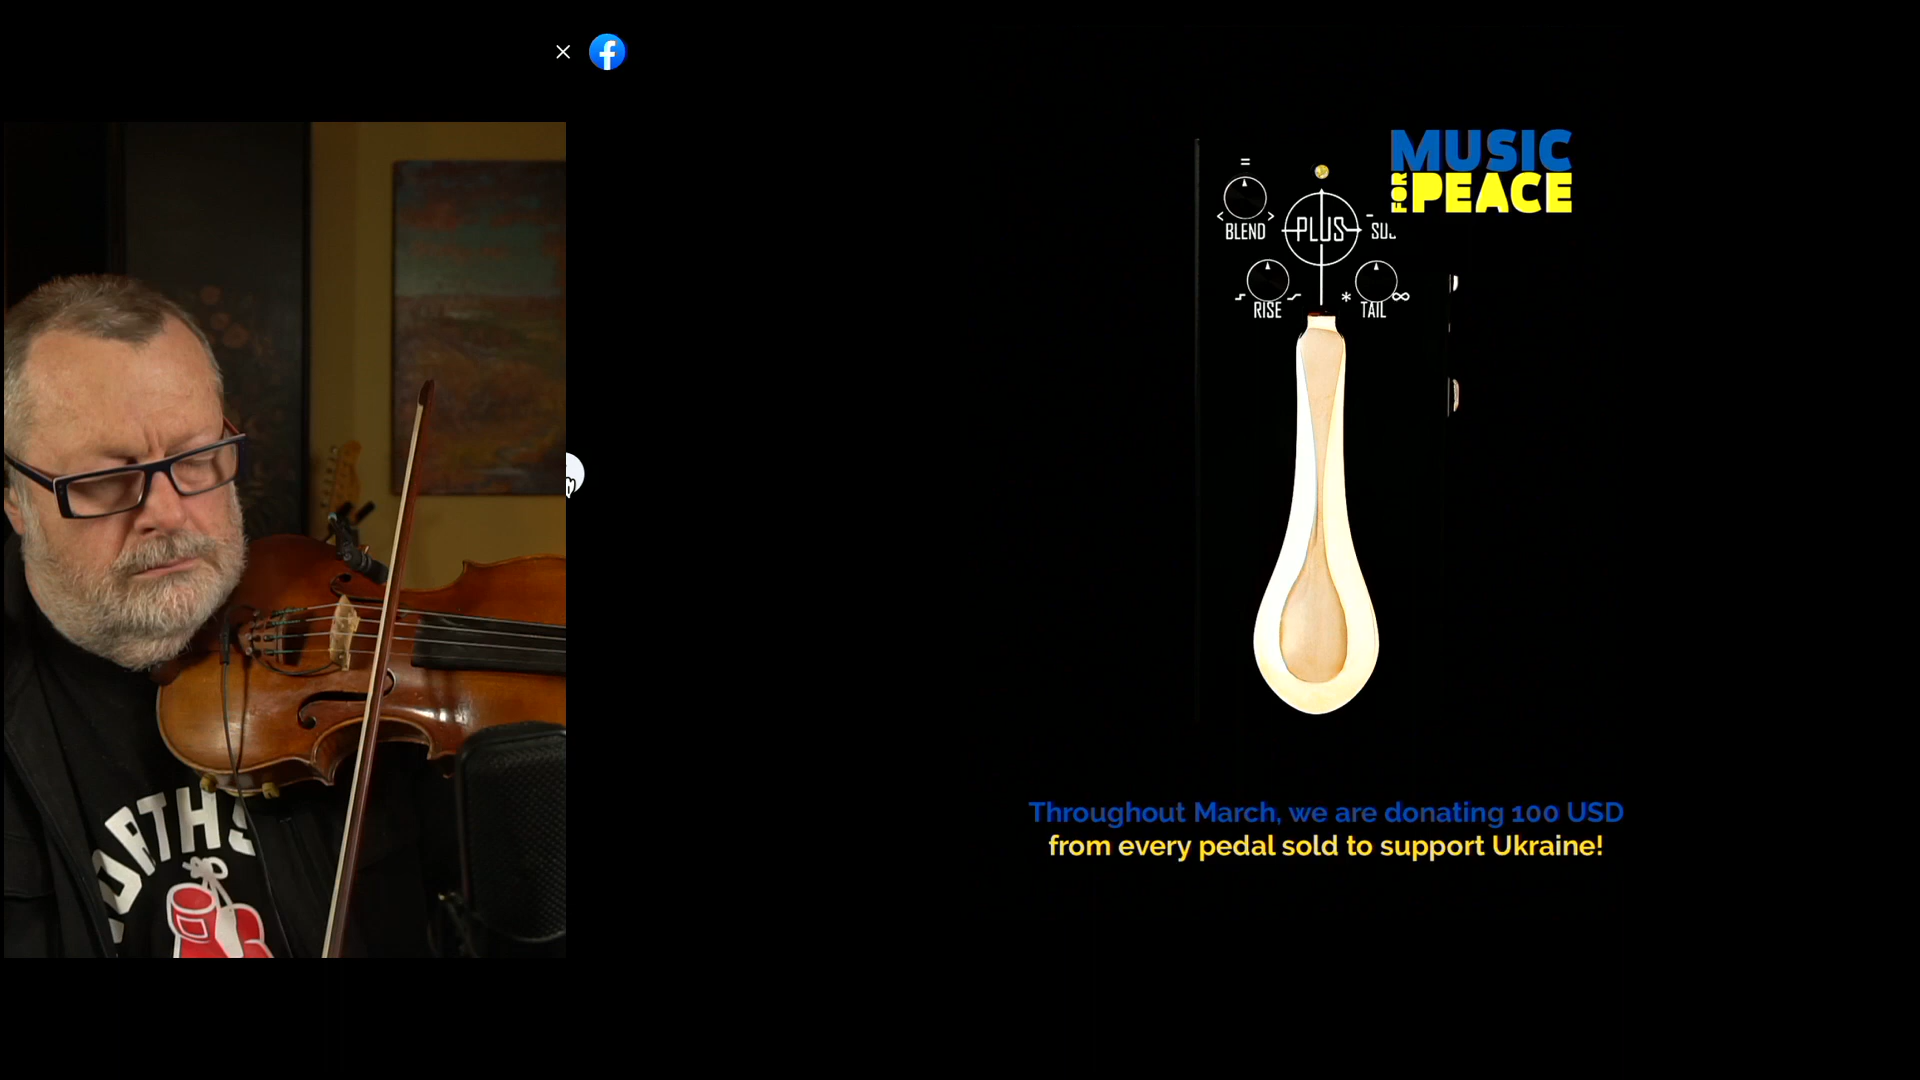 MUSIC
FOR PEACE
=
< BLEND >
PLUS
-
RISE
* TAIL ∞
Throughout March, we are donating 100 USD
from every pedal sold to support Ukraine!